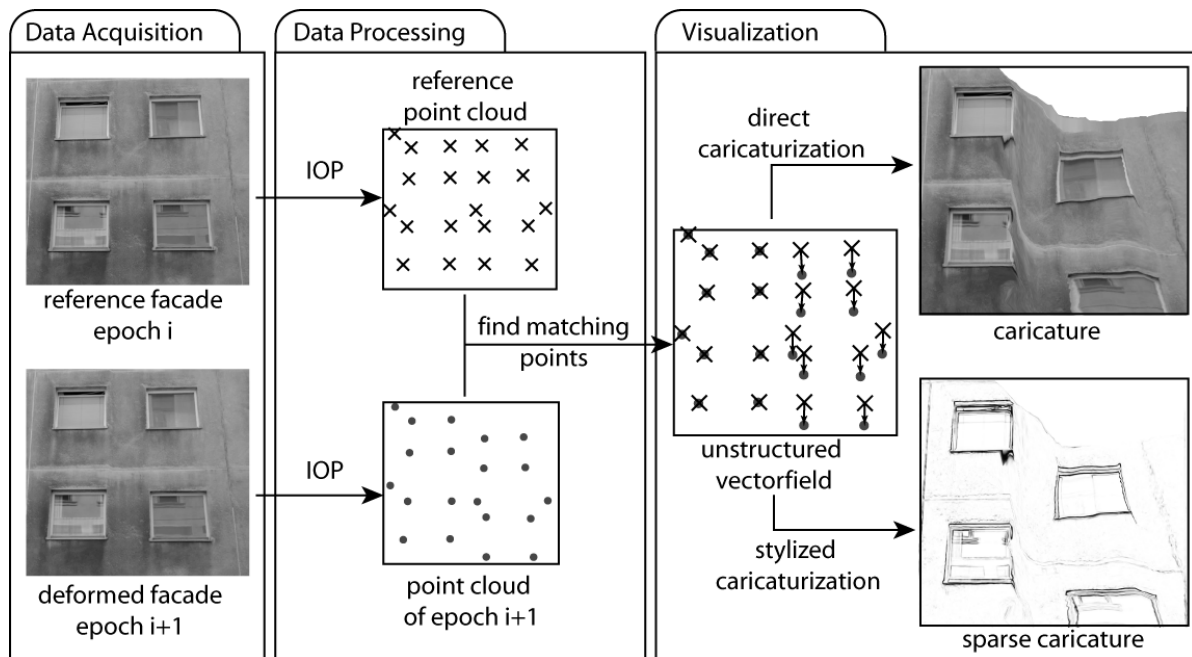 Data Acquisition
reference facade
epoch i
deformed facade
epoch i+1
Data Processing
reference
point cloud
IOP
find matching
points
IOP
point cloud
of epoch i+1
Visualization
direct
caricaturization
caricature
unstructured
vectorfield
stylized
caricaturization
sparse caricature